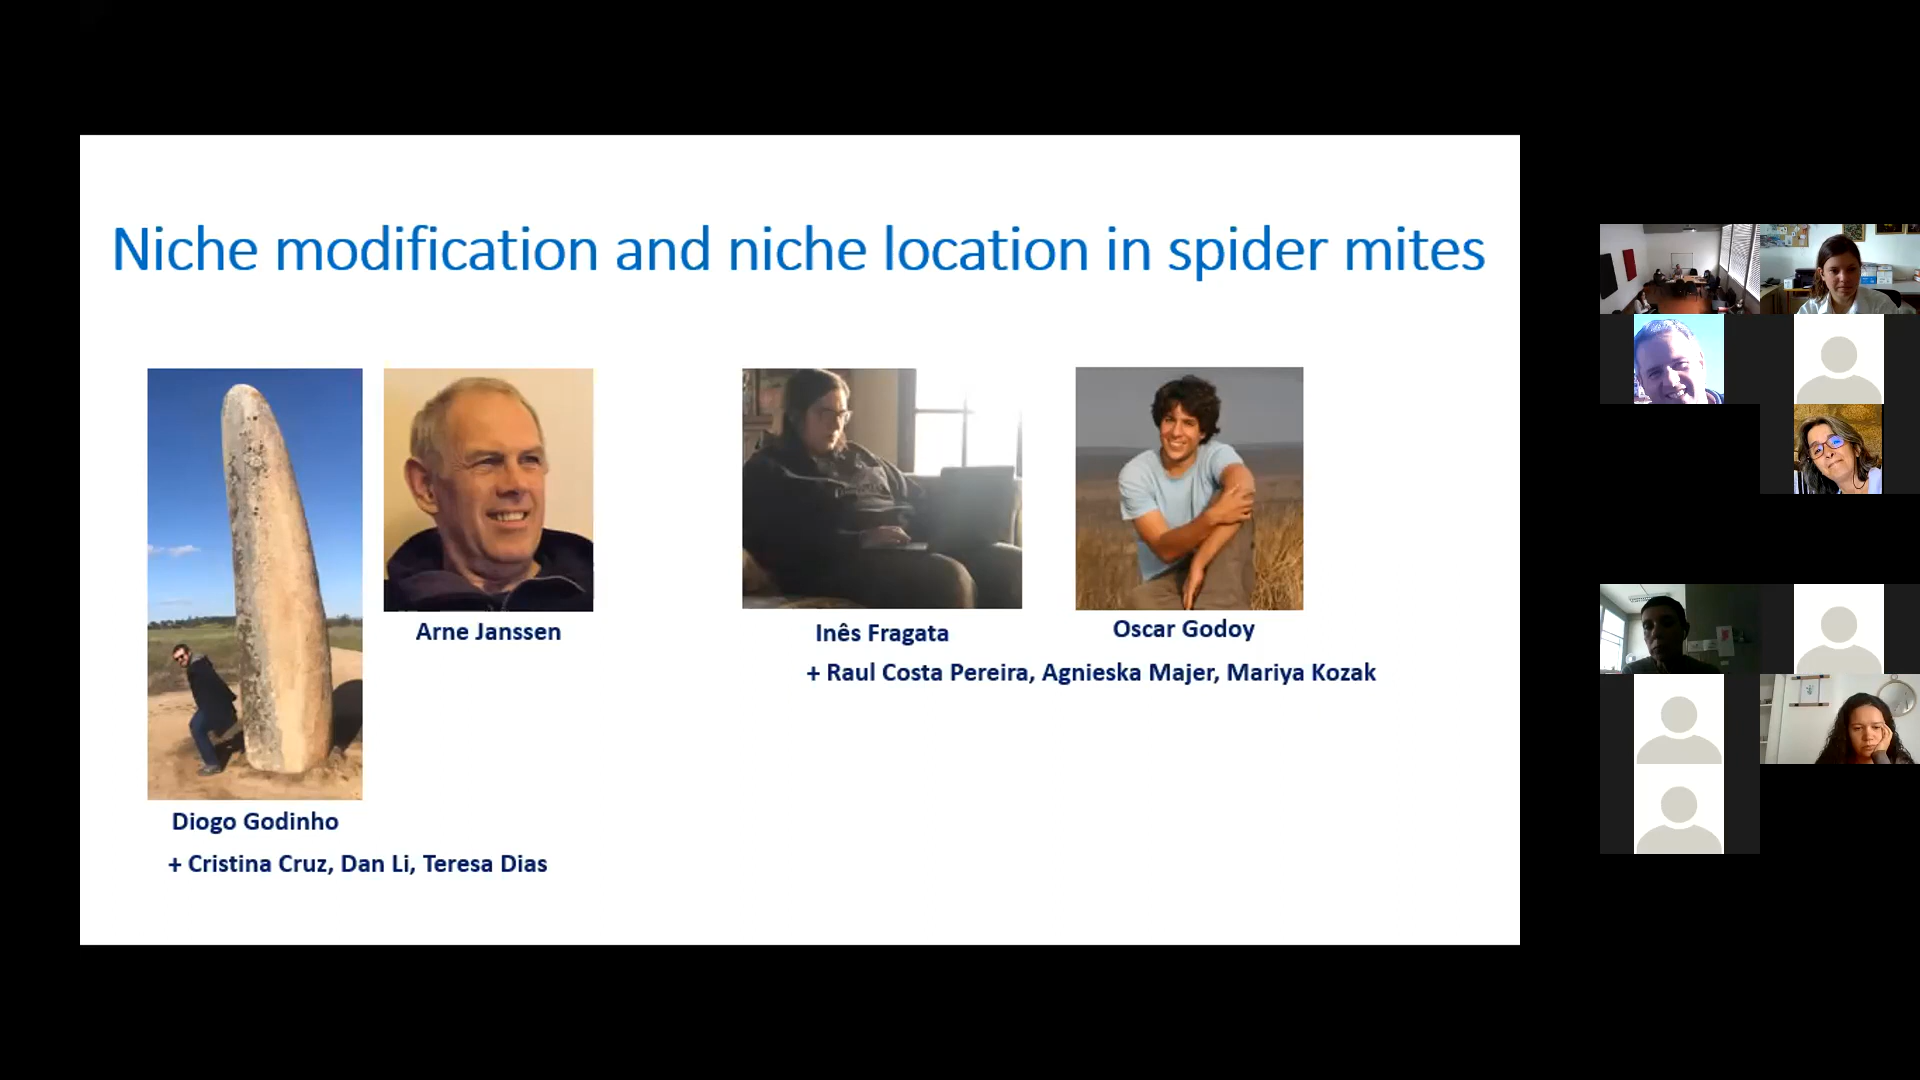 Niche modification and niche location in spider mites
Arne Janssen
Inês Fragata
Oscar Godoy
+ Raul Costa Pereira, Agnieska Majer, Mariya Kozak
Diogo Godinho
+ Cristina Cruz, Dan Li, Teresa Dias